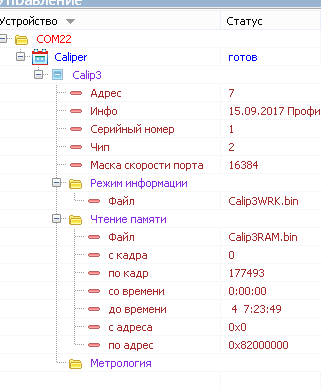 Управление
Устройство Статус
COM22
Caliper готов
Calip3
Адрес 7
Инфо 15.09.2017 Профи
Серийный номер 1
Чип 2
Маска скорости порта 16384
Режим информации
Файл Calip3WRK.bin
Чтение памяти
Файл Calip3RAM.bin
с кадра 0
по кадр 177493
со времени 0:00:00
до времени 4 7:23:49
с адреса 0x0
по адрес 0x82000000
Метрология